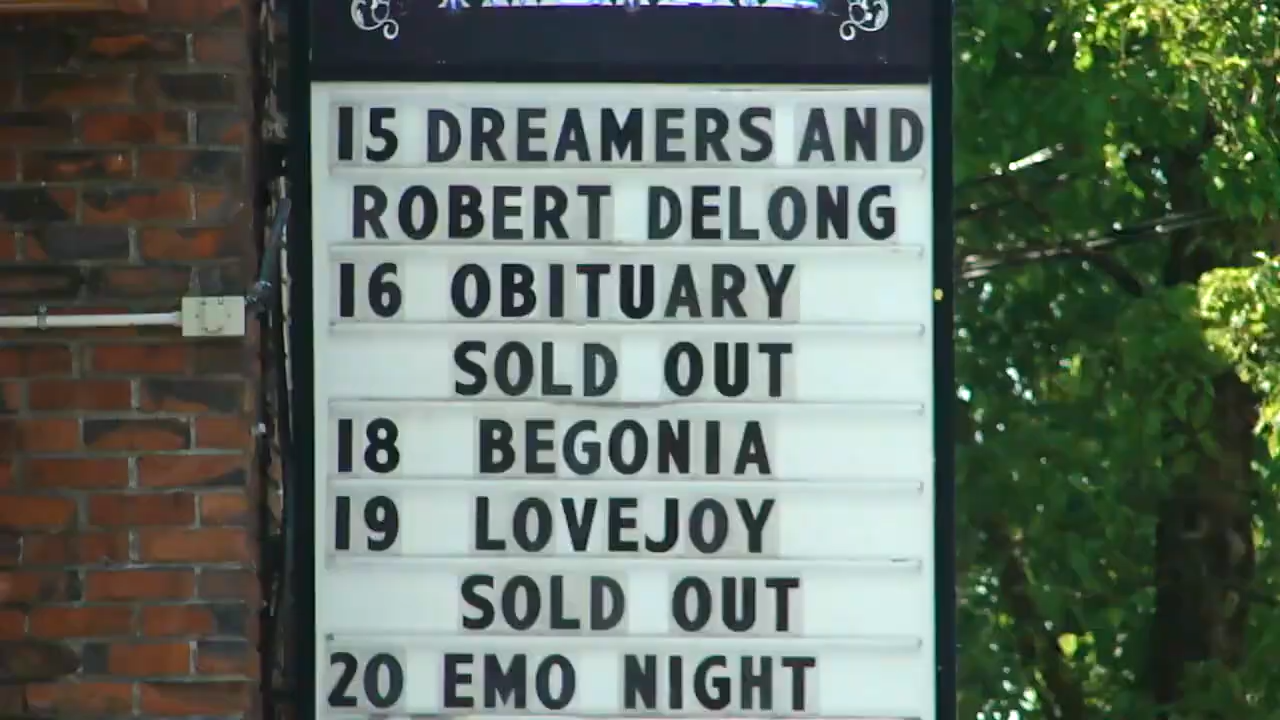 15 DREAMERS AND
ROBERT DELONG
16 OBITUARY
SOLD OUT
18 BEGONIA
19 LOVEJOY
SOLD OUT
20 EMO NIGHT